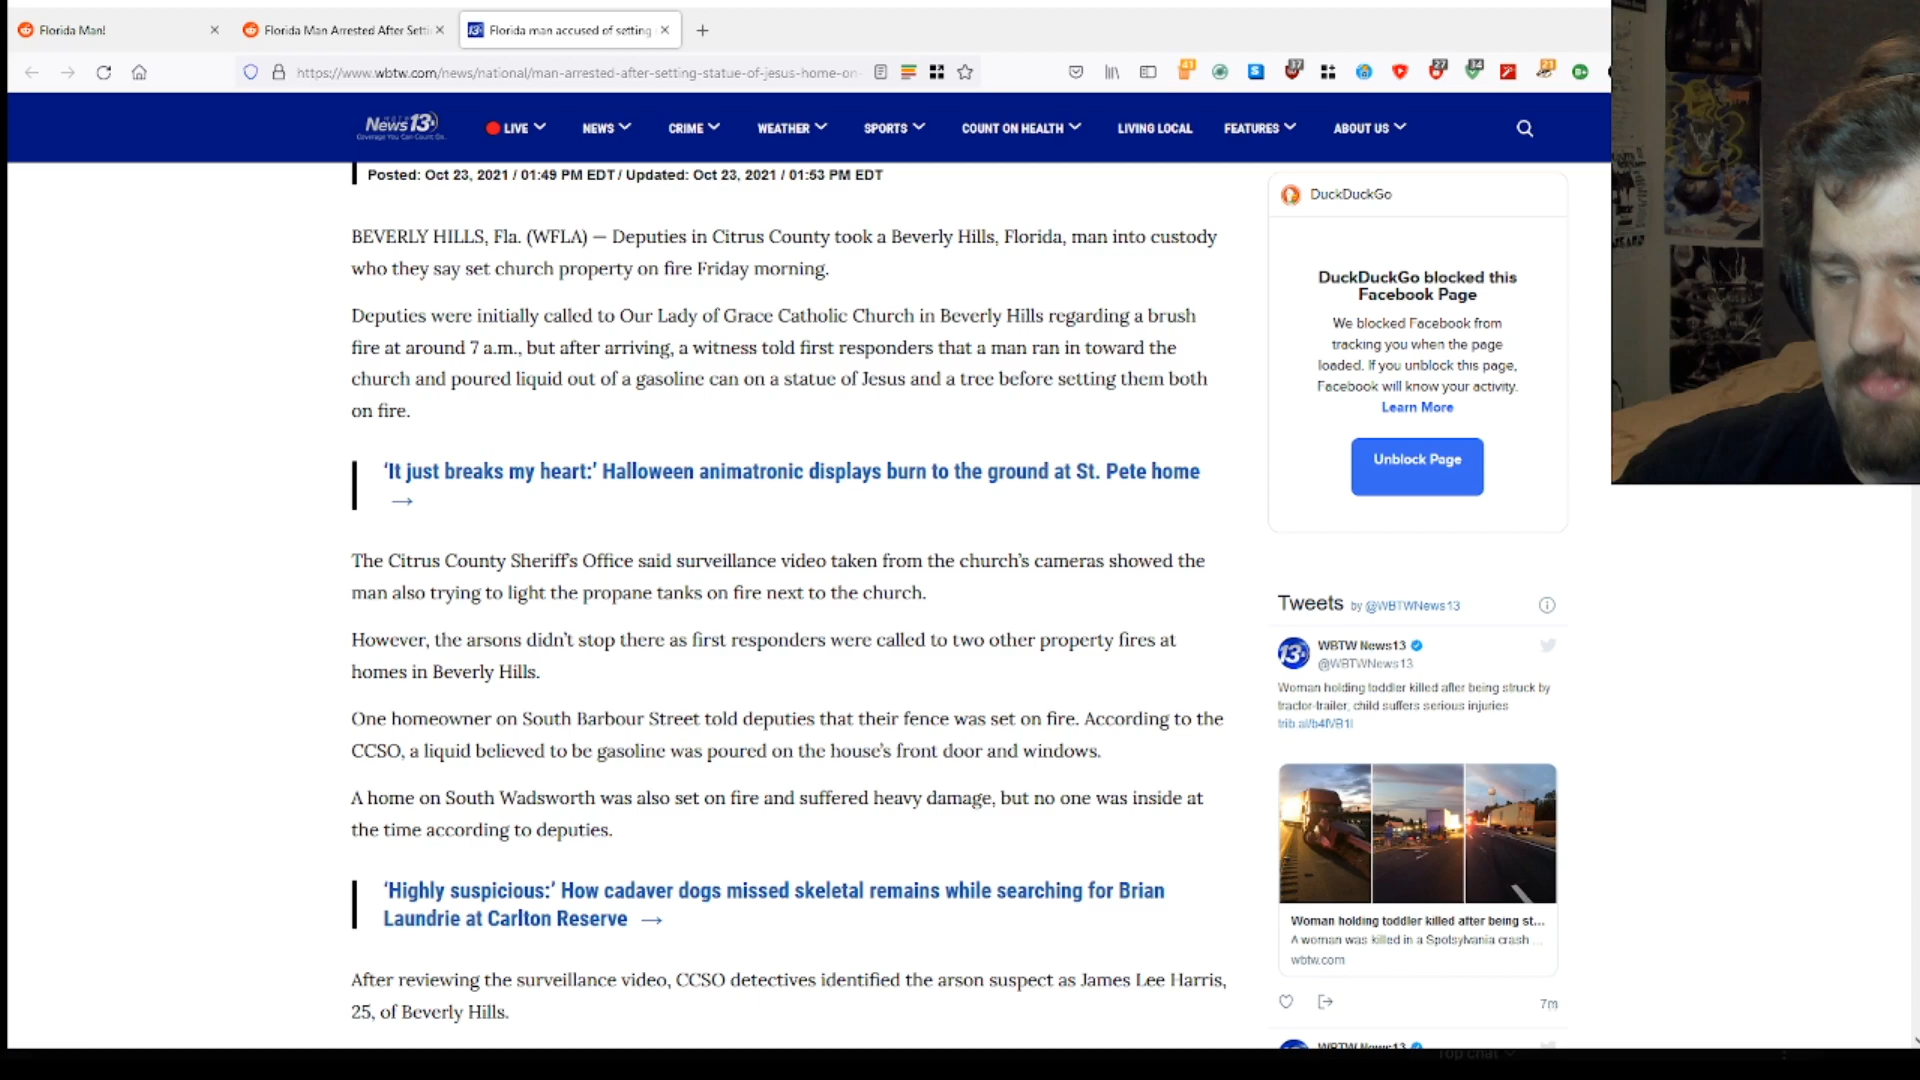 Florida Man!
Florida Man Arrested After Setti
Florida man accused of setting
https://www.wbtw.com/news/national/man-arrested-after-setting-statue-of-jesus-home-on-
News13
Coverage You Can Count On.
LIVE
NEWS
CRIME
WEATHER
SPORTS
COUNT ON HEALTH
LIVING LOCAL
FEATURES
ABOUT US
Posted: Oct 23, 2021 / 01:49 PM EDT / Updated: Oct 23, 2021 / 01:53 PM EDT
BEVERLY HILLS, Fla. (WFLA) — Deputies in Citrus County took a Beverly Hills, Florida, man into custody
who they say set church property on fire Friday morning.
Deputies were initially called to Our Lady of Grace Catholic Church in Beverly Hills regarding a brush
fire at around 7 a.m., but after arriving, a witness told first responders that a man ran in toward the
church and poured liquid out of a gasoline can on a statue of Jesus and a tree before setting them both
on fire.
‘It just breaks my heart:’ Halloween animatronic displays burn to the ground at St. Pete home
→
The Citrus County Sheriff’s Office said surveillance video taken from the church’s cameras showed the
man also trying to light the propane tanks on fire next to the church.
However, the arsons didn’t stop there as first responders were called to two other property fires at
homes in Beverly Hills.
One homeowner on South Barbour Street told deputies that their fence was set on fire. According to the
CCSO, a liquid believed to be gasoline was poured on the house’s front door and windows.
A home on South Wadsworth was also set on fire and suffered heavy damage, but no one was inside at
the time according to deputies.
‘Highly suspicious:’ How cadaver dogs missed skeletal remains while searching for Brian
Laundrie at Carlton Reserve →
After reviewing the surveillance video, CCSO detectives identified the arson suspect as James Lee Harris,
25, of Beverly Hills.
DuckDuckGo
DuckDuckGo blocked this
Facebook Page
We blocked Facebook from
tracking you when the page
loaded. If you unblock this page,
Facebook will know your activity.
Learn More
Unblock Page
Tweets by @WBTWNews13
WBTW News13
@WBTWNews13
Woman holding toddler killed after being struck by
tractor-trailer, child suffers serious injuries
trib.al/b4fVB1l
Woman holding toddler killed after being st...
A woman was killed in a Spotsylvania crash ...
wbtw.com
7m
WBTW News13
Top chat